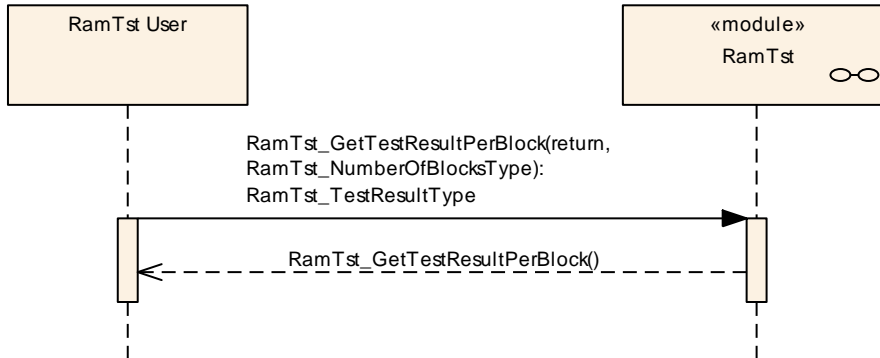 RamTst User
«module»
RamTst
RamTst_GetTestResultPerBlock(return,
RamTst_NumberOfBlocksType):
RamTst_TestResultType
RamTst_GetTestResultPerBlock()